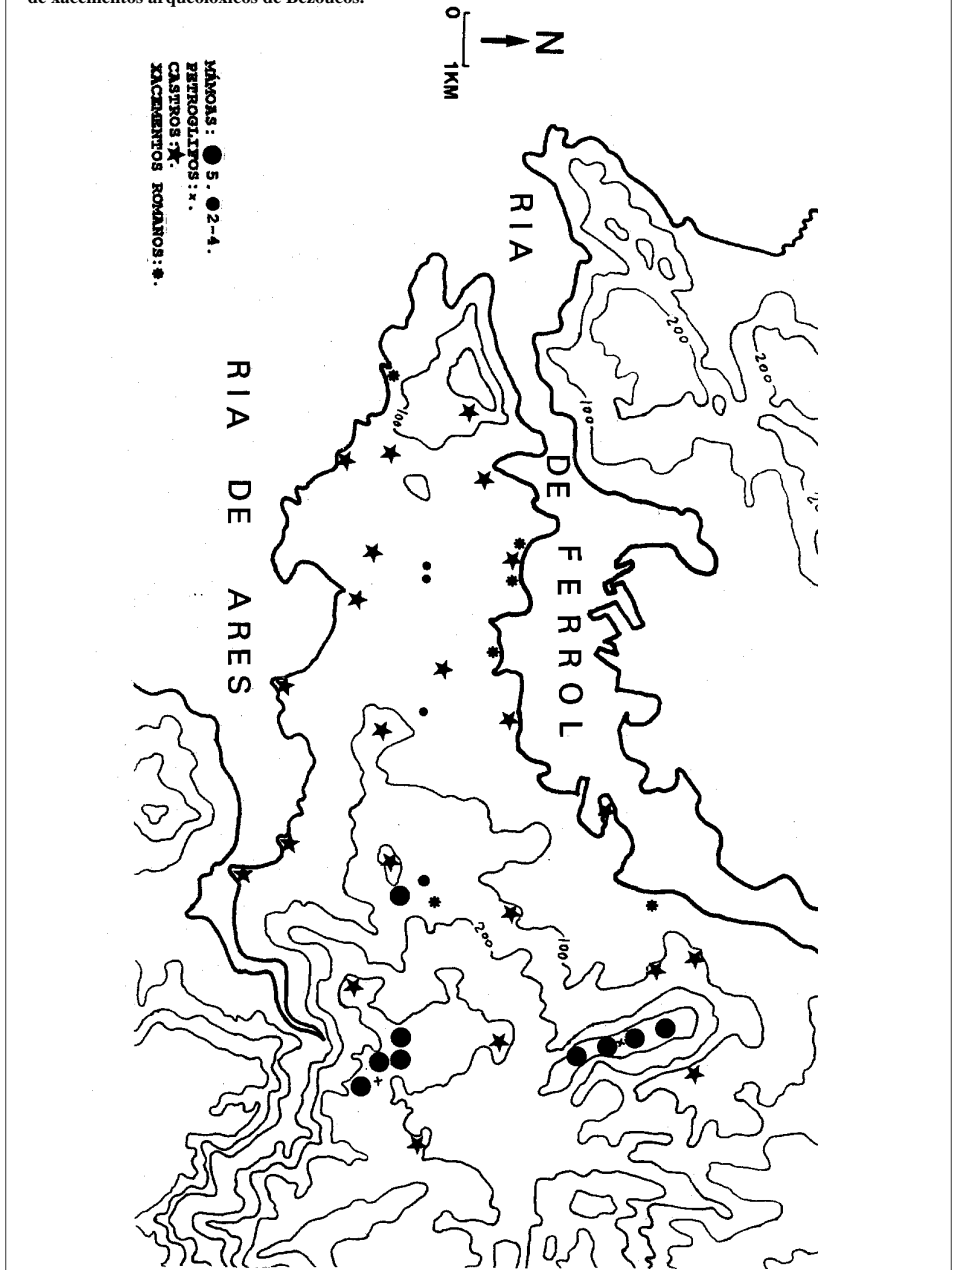 de xacementos arqueolóxicos de Bezoucos.
N
0 1KM
MÁMOAS: ● 5. ●2-4.
PETROGLIFOS:x.
CASTROS:★.
XACEMENTOS ROMANOS:*.
RIA DE FERROL
RIA DE ARES
200
200
100
100
200
100